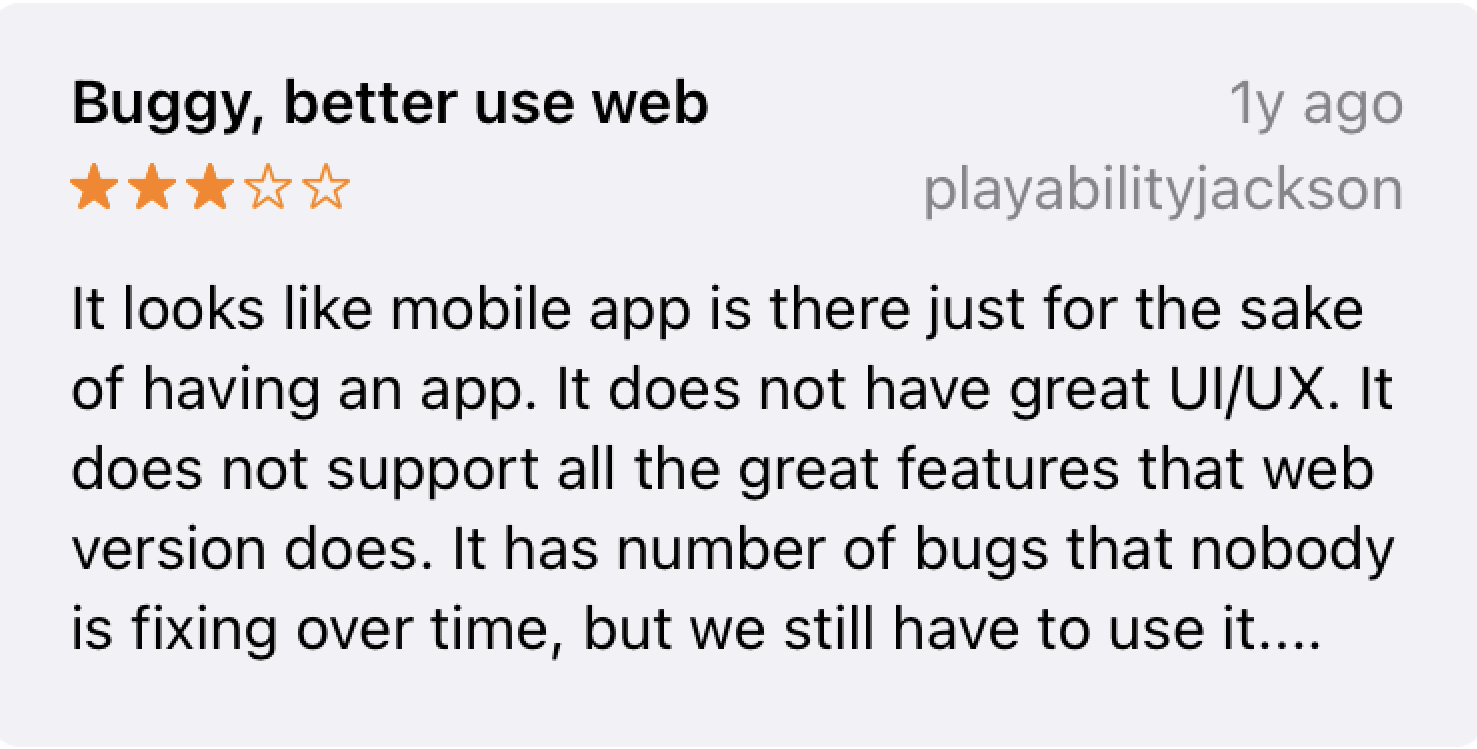 Buggy, better use web
1y ago
playabilityjackson
It looks like mobile app is there just for the sake
of having an app. It does not have great UI/UX. It
does not support all the great features that web
version does. It has number of bugs that nobody
is fixing over time, but we still have to use it....